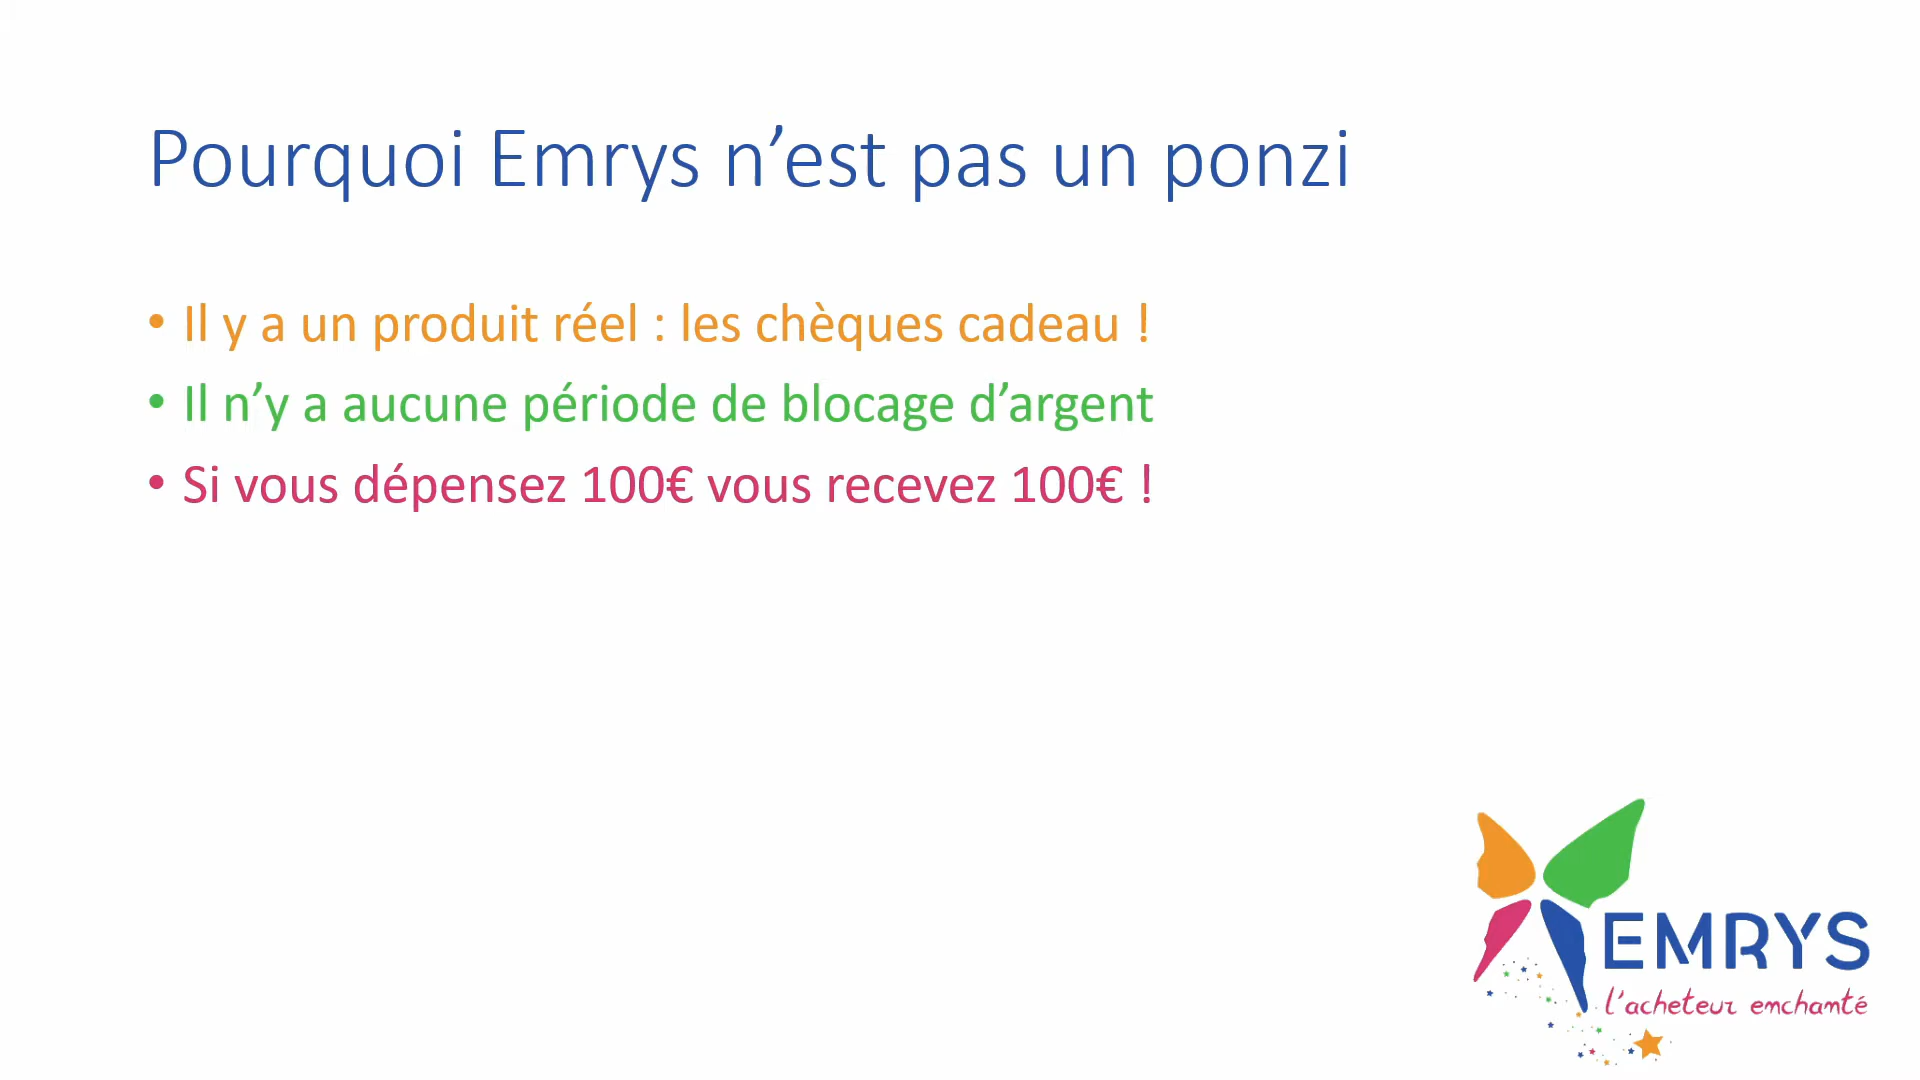 Pourquoi Emrys n’est pas un ponzi
• Il y a un produit réel : les chèques cadeau !
• Il n’y a aucune période de blocage d’argent
• Si vous dépensez 100€ vous recevez 100€ !
EMRYS
l’acheteur enchanté